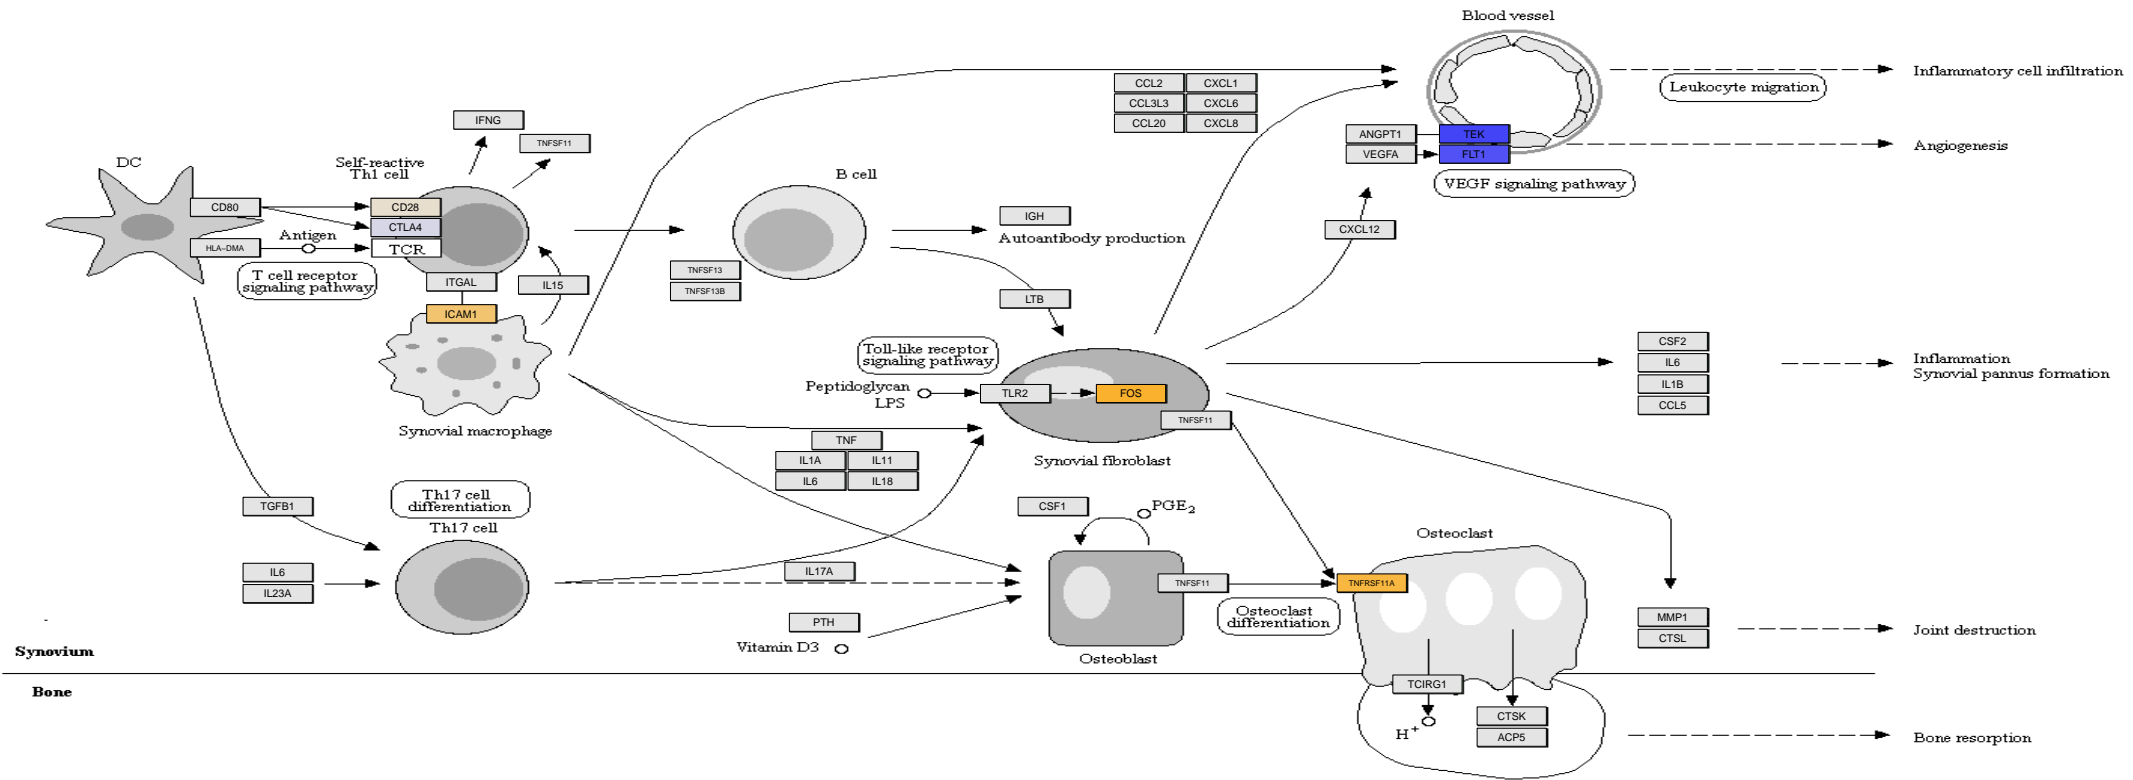 Blood vessel
Inflammatory cell infiltration
Leukocyte migration
CCL2
CXCL1
CCL3L3
CXCL6
CCL20
CXCL8
IFNG
TNFSF11
ANGPT1
TEK
VEGFA
FLT1
Angiogenesis
VEGF signaling pathway
DC
Self-reactive
Th1 cell
B cell
CD80
CD28
CTLA4
HLA-DMA
Antigen
TCR
T cell receptor
signaling pathway
ITGAL
IL15
ICAM1
Synovial macrophage
TNFSF13
TNFSF13B
IGH
Autoantibody production
LTB
CXCL12
Toll-like receptor
signaling pathway
Peptidoglycan
LPS
TLR2
FOS
TNFSF11
Synovial fibroblast
CSF2
IL6
IL1B
CCL5
Inflammation
Synovial pannus formation
TNF
IL1A
IL11
IL6
IL18
TGFB1
Th17 cell
differentiation
Th17 cell
IL6
IL23A
IL17A
PTH
Vitamin D3
CSF1
PGE2
TNFSF11
Osteoblast
Osteoclast
differentiation
Osteoclast
TNFRSF11A
MMP1
CTSL
Joint destruction
Synovium
Bone
TCIRG1
H+
CTSK
ACP5
Bone resorption